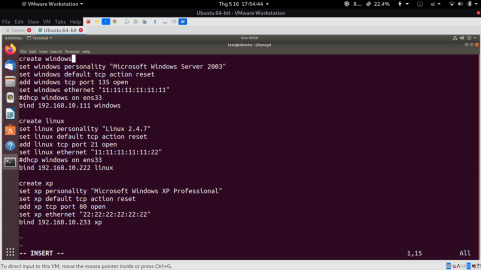 VMware Workstation
Thg 5 16 17:54:44
22.4%
Ubuntu 64-bit - VMware Workstation
File Edit View VM Tabs Help
Home Ubuntu 64-bit
Activities Terminal
File Edit View Search Terminal Help
create windows
set windows personality "Microsoft Windows Server 2003"
set windows default tcp action reset
add windows tcp port 135 open
set windows ethernet "11:11:11:11:11:11"
#dhcp windows on ens33
bind 192.168.10.111 windows
create linux
set linux personality "Linux 2.4.7"
set linux default tcp action reset
add linux tcp port 21 open
set linux ethernet "11:11:11:11:11:22"
#dhcp windows on ens33
bind 192.168.10.222 linux
create xp
set xp personality "Microsoft Windows XP Professional"
set xp default tcp action reset
add xp tcp port 80 open
set xp ethernet "22:22:22:22:22:22"
bind 192.168.10.233 xp
~
~
-- INSERT -- 1,15 All
To direct input to this VM, move the mouse pointer inside or press Ctrl+G.